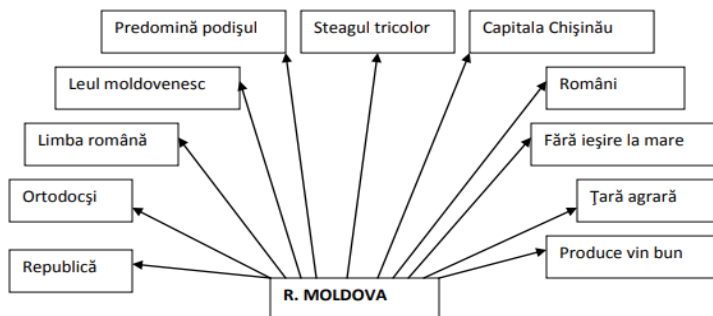 Predomină podişul
Steagul tricolor
Capitala Chişinău
Leul moldovenesc
Români
Limba română
Fără ieşire la mare
Ortodocşi
Ţară agrară
Republică
Produce vin bun
R. MOLDOVA